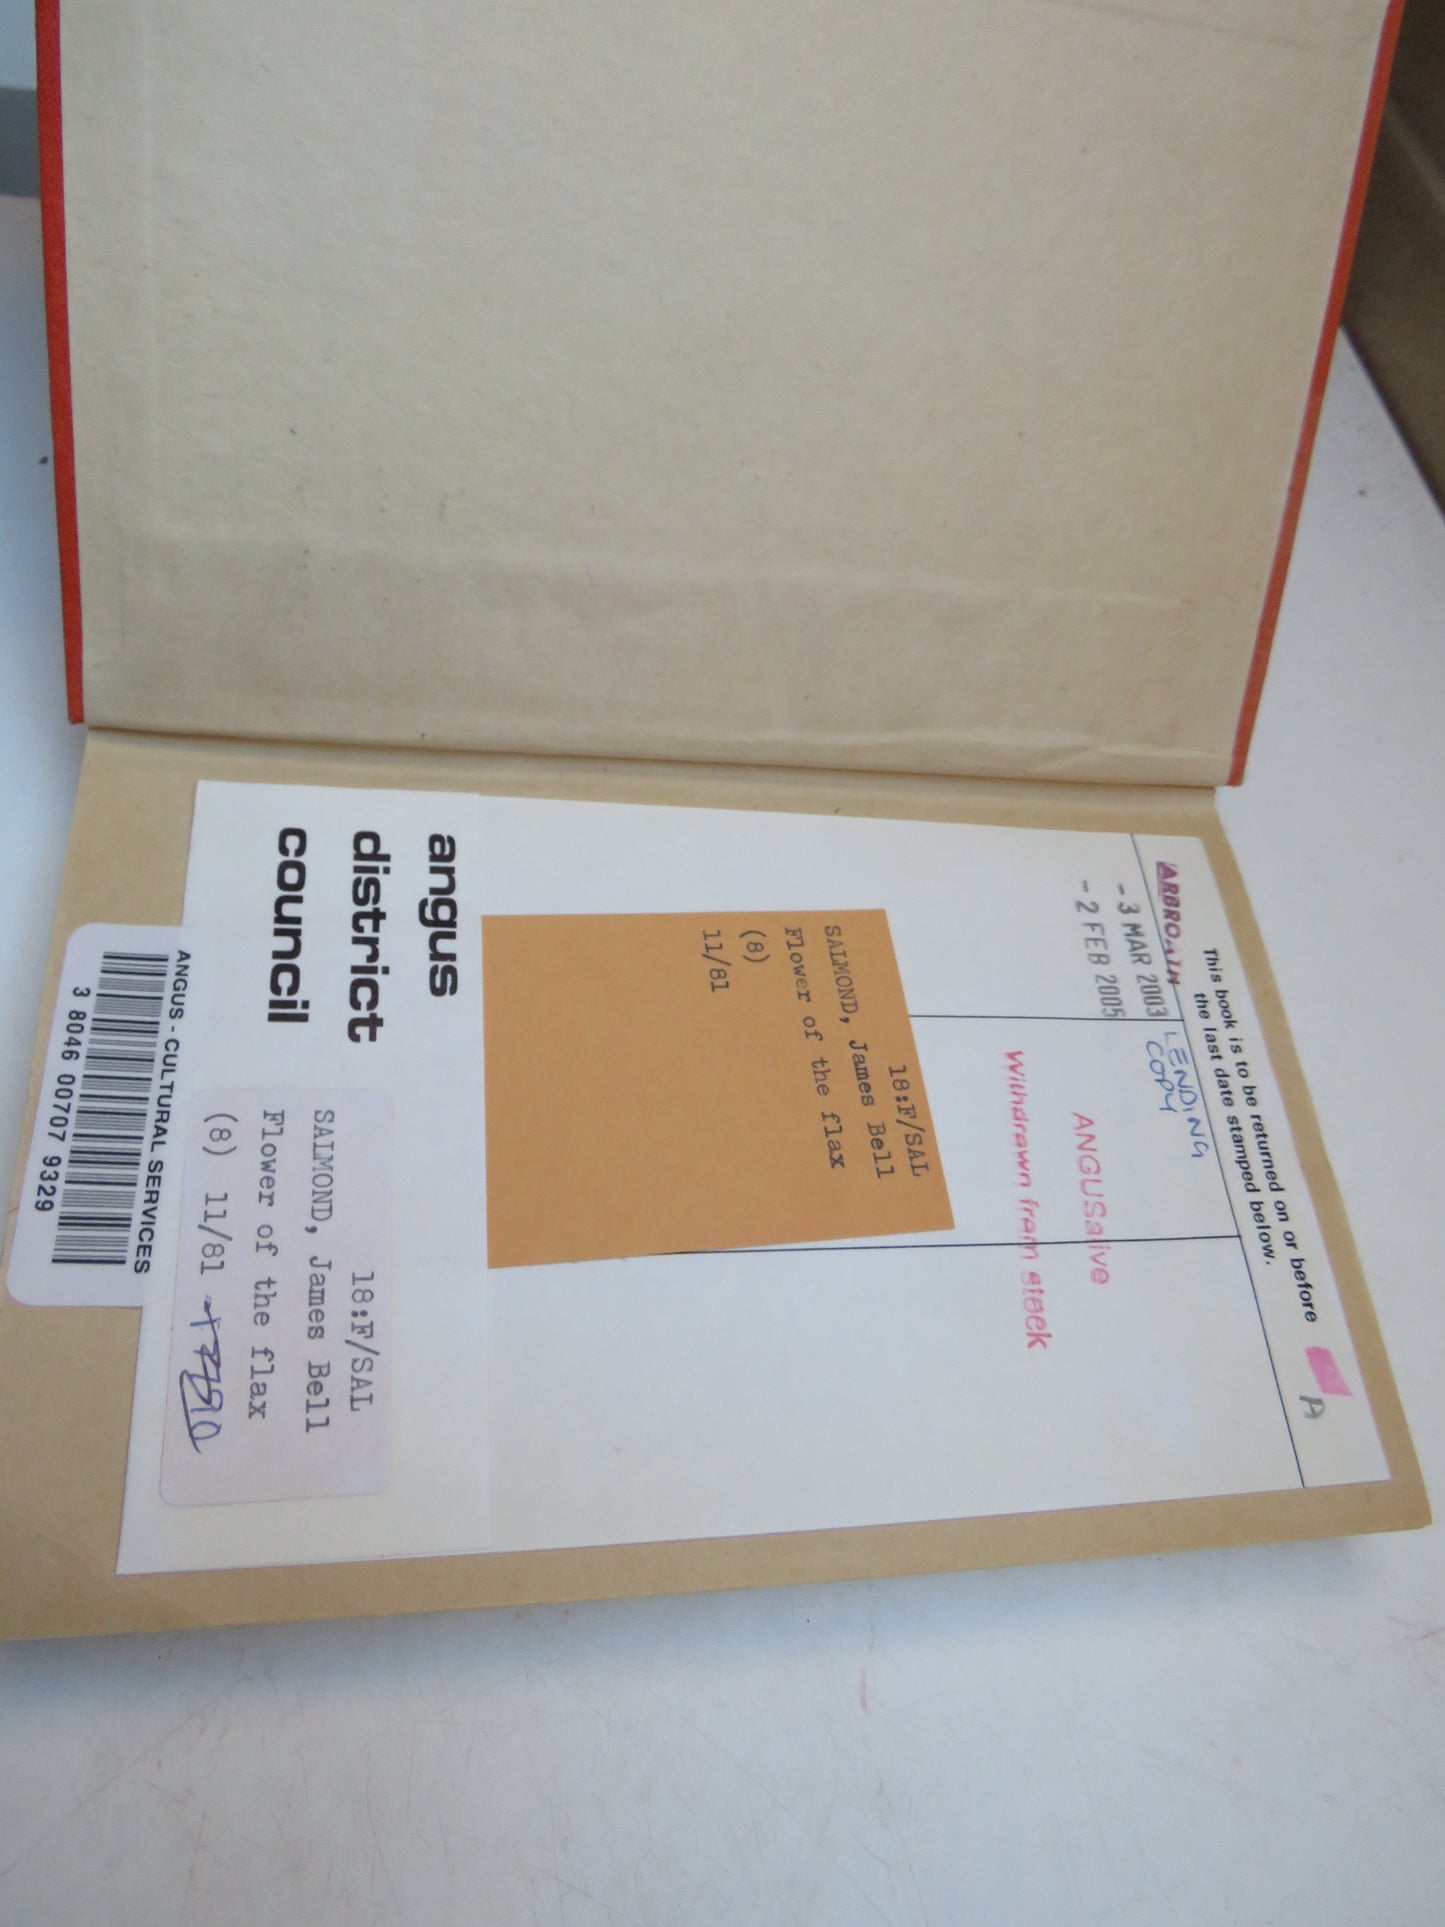 This book is to be returned on or before
the last date stamped below.
A
LENDING
COPY
- 3 MAR 2003
- 2 FEB 2005
ANGUSalive
Withdrawn from stock
18:F/SAL
SALMOND, James Bell
Flower of the flax
(8)
11/81
angus
district
council
18:F/SAL
SALMOND, James Bell
Flower of the flax
(8) 11/81
ANGUS - CULTURAL SERVICES
3 8046 00707 9329